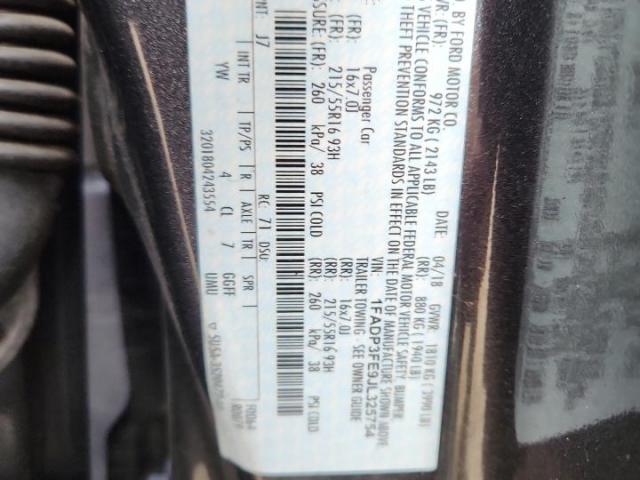 D BY FORD MOTOR CO.
DATE: 04/18 GVWR: 1810 KG (3990 LB)
WR: (FR) 972 KG (2143 LB) (RR): 880 KG (1940 LB)
VEHICLE CONFORMS TO ALL APPLICABLE FEDERAL MOTOR VEHICLE SAFETY, BUMPER,
THEFT PREVENTION STANDARDS IN EFFECT ON THE DATE OF MANUFACTURE SHOWN ABOVE.
VIN: 1FADP3FE9JL325754
Passenger Car TRAILER TOWING - SEE OWNER GUIDE
(FR): 16x7.0J 16x7.0J
(FR): 215/55R16 93H (RR): 215/55R16 93H
SSURE (FR): 260 kPa/ 38 PSI COLD (RR): 260 kPa/ 38 PSI COLD
NT: J7 RC: 71 DSO:
INT TR TP/PS R AXLE TR SPR
YW 4 CL 7 GGFF UMU
3201804243554